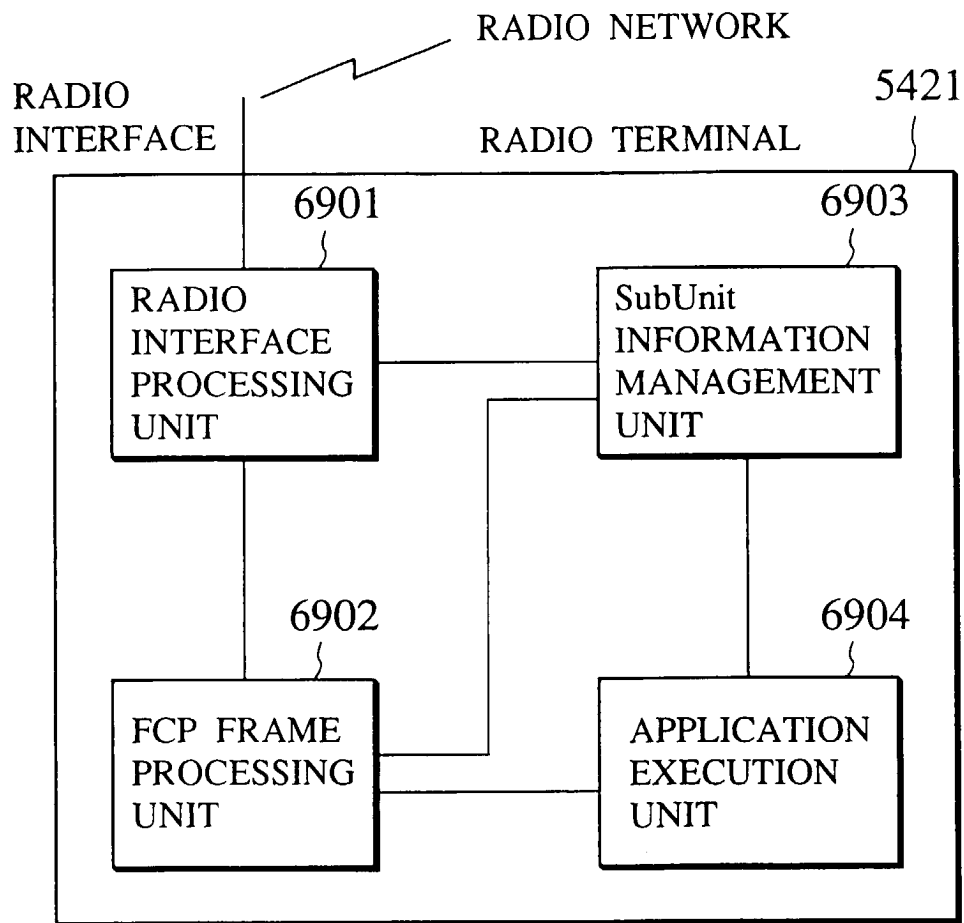 RADIO NETWORK
RADIO
INTERFACE
5421
RADIO TERMINAL
6901
6903
RADIO
INTERFACE
PROCESSING
UNIT
SubUnit
INFORMATION
MANAGEMENT
UNIT
6902
6904
FCP FRAME
PROCESSING
UNIT
APPLICATION
EXECUTION
UNIT